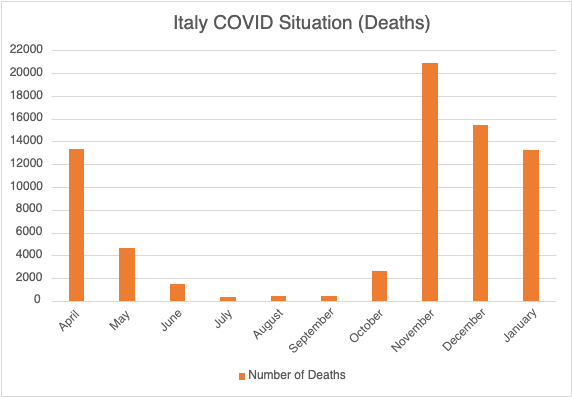 Italy COVID Situation (Deaths)
22000
20000
18000
16000
14000
12000
10000
8000
6000
4000
2000
0
April
May
June
July
August
September
October
November
December
January
Number of Deaths